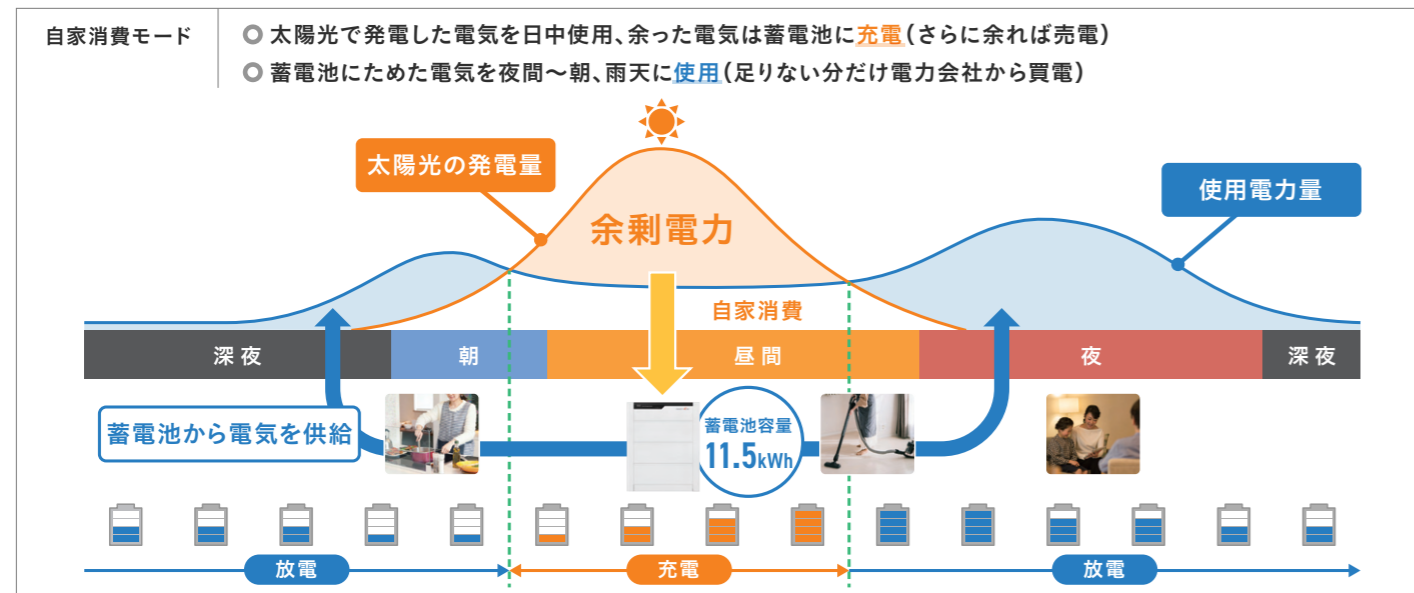 自家消費モード
太陽光で発電した電気を日中使用、余った電気は蓄電池に充電(さらに余れば売電)
蓄電池にためた電気を夜間〜朝、雨天に使用(足りない分だけ電力会社から買電)
太陽光の発電量
使用電力量
余剰電力
自家消費
深夜 朝 昼間 夜 深夜
蓄電池から電気を供給
蓄電池容量
11.5kWh
放電 充電 放電